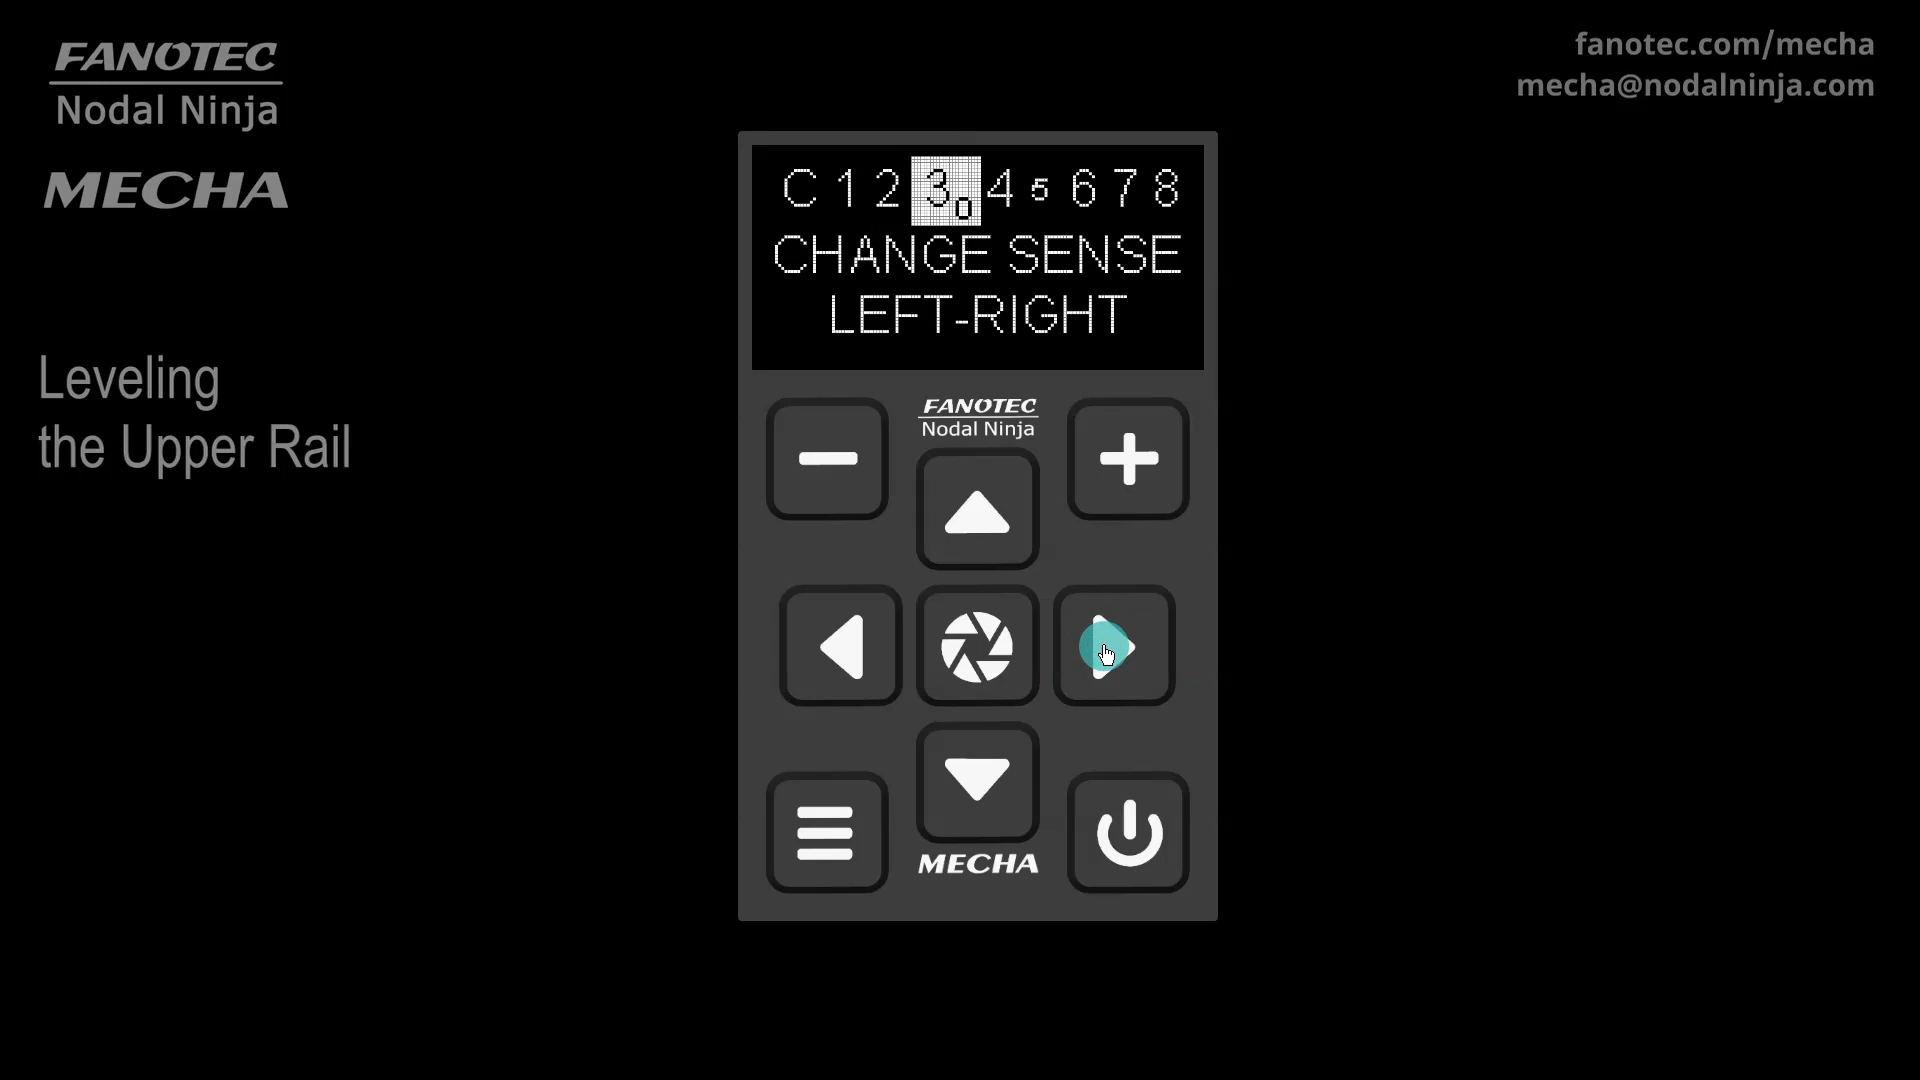 FANOTEC
Nodal Ninja
MECHA
fanotec.com/mecha
mecha@nodalninja.com
Leveling
the Upper Rail
C 1 2 3 0 4 5 6 7 8
CHANGE SENSE
LEFT-RIGHT
FANOTEC
Nodal Ninja
MECHA